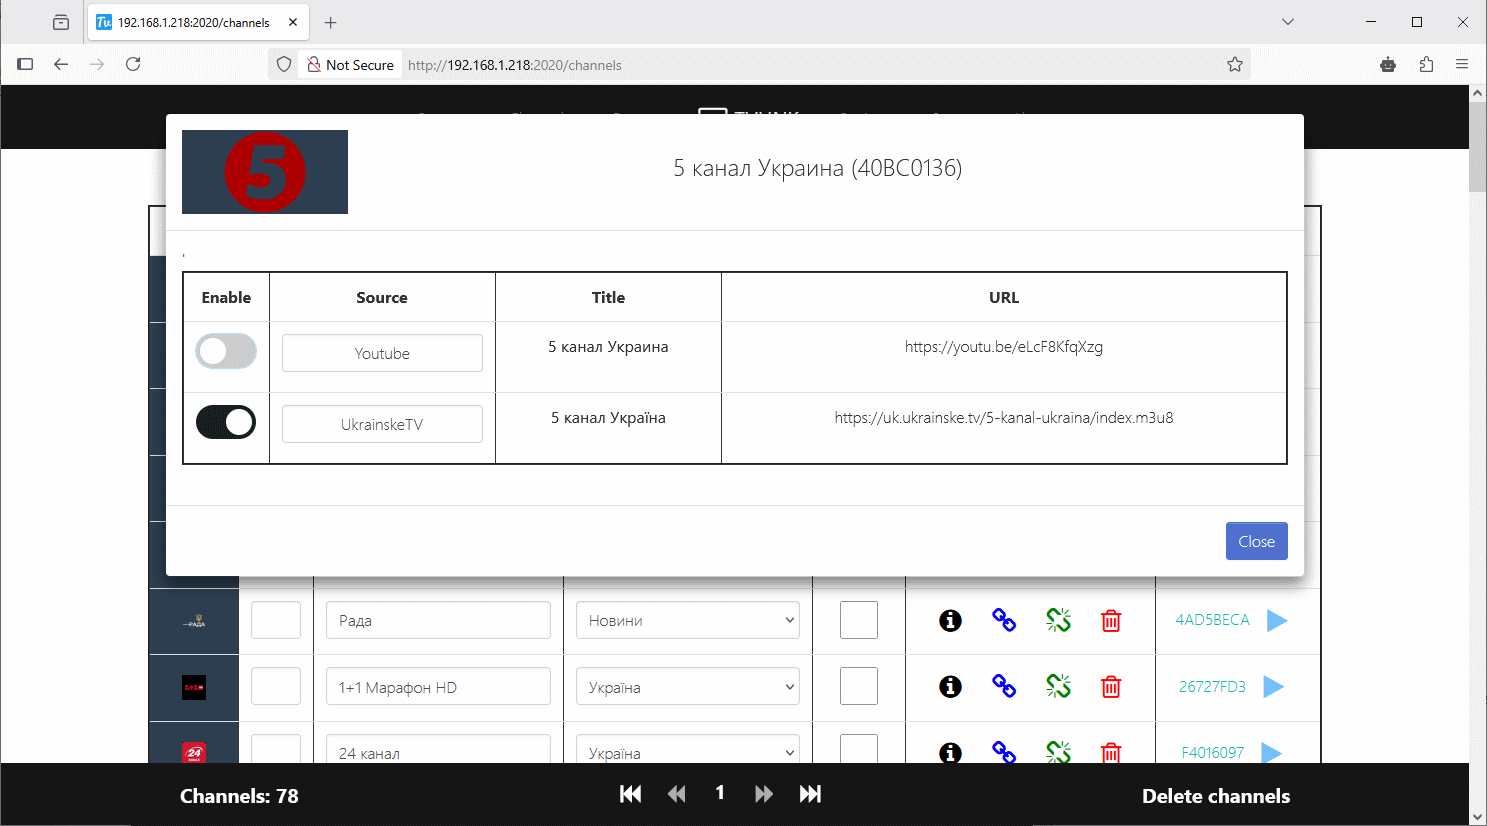 192.168.1.218:2020/channels
Not Secure
http://192.168.1.218:2020/channels
5
5 канал Украина (40BC0136)
Enable Source Title URL
Youtube 5 канал Украина https://youtu.be/eLcF8KfqXzg
UkrainskeTV 5 канал Україна https://uk.ukrainske.tv/5-kanal-ukraina/index.m3u8
Close
РАДА Рада Новини 4AD5BECA
1+1 Марафон HD Україна 26727FD3
24 24 канал Україна F4016097
Channels: 78 1 Delete channels